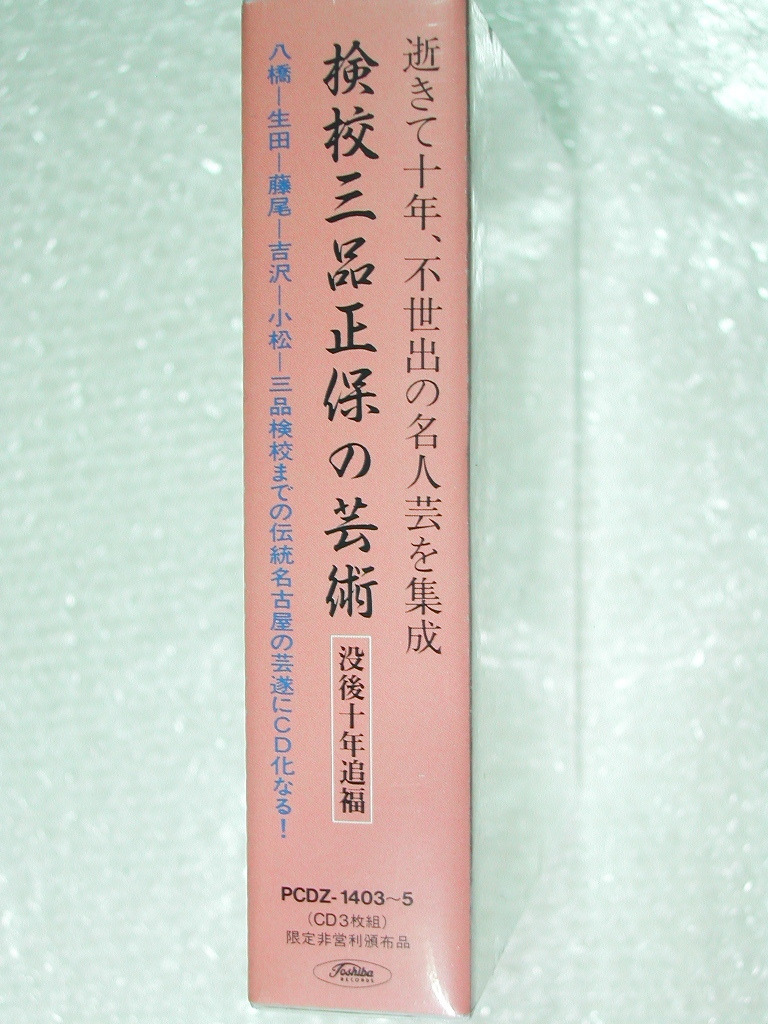 逝きて十年、不世出の名人芸を集成
検校三品正保の芸術
没後十年追福
八橋―生田―藤尾―吉沢―小松―三品検校までの伝統名古屋の芸遂にCD化なる!
PCDZ-1403～5
(CD3枚組)
限定非営利頒布品
Toshiba
RECORDS